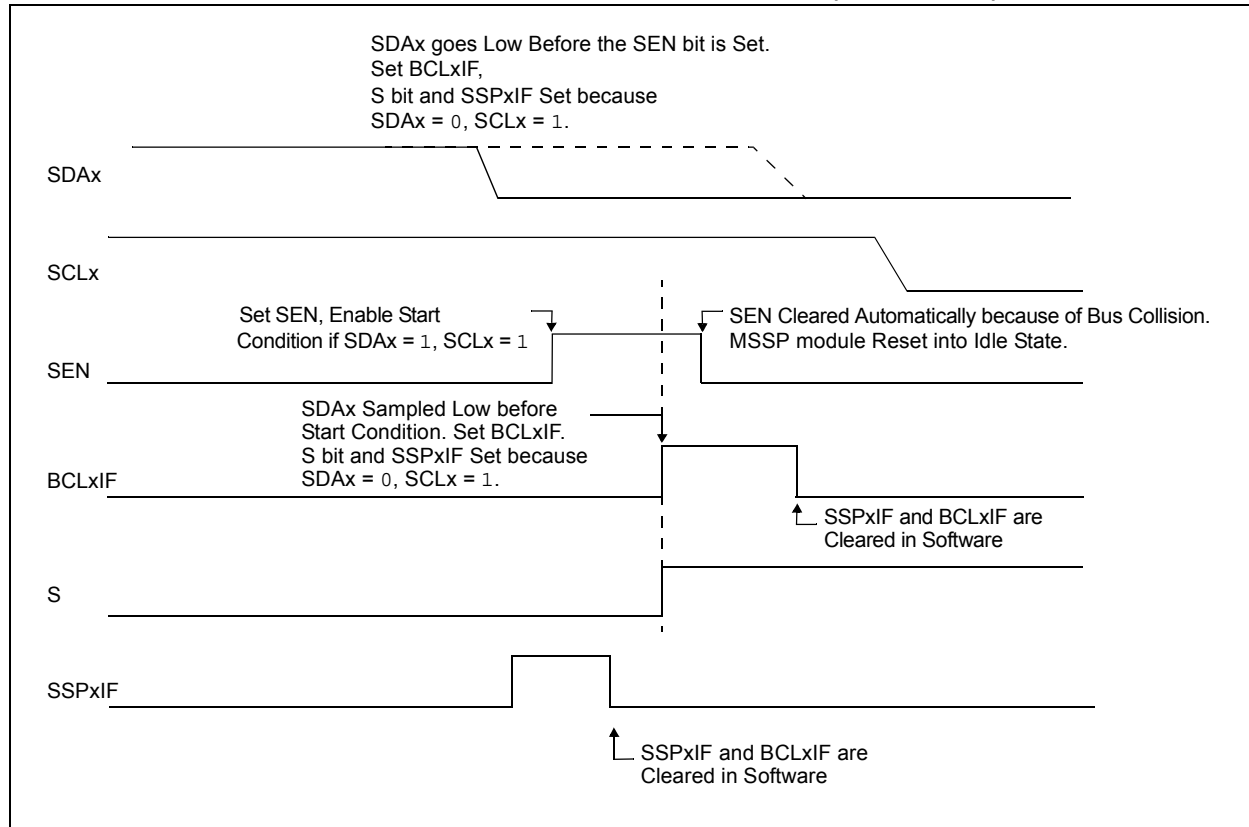 SDAx goes Low Before the SEN bit is Set.
Set BCLxIF,
S bit and SSPxIF Set because
SDAx = 0, SCLx = 1.
SDAx
SCLx
Set SEN, Enable Start
Condition if SDAx = 1, SCLx = 1
SEN Cleared Automatically because of Bus Collision.
MSSP module Reset into Idle State.
SEN
SDAx Sampled Low before
Start Condition. Set BCLxIF.
S bit and SSPxIF Set because
SDAx = 0, SCLx = 1.
BCLxIF
SSPxIF and BCLxIF are
Cleared in Software
S
SSPxIF
SSPxIF and BCLxIF are
Cleared in Software